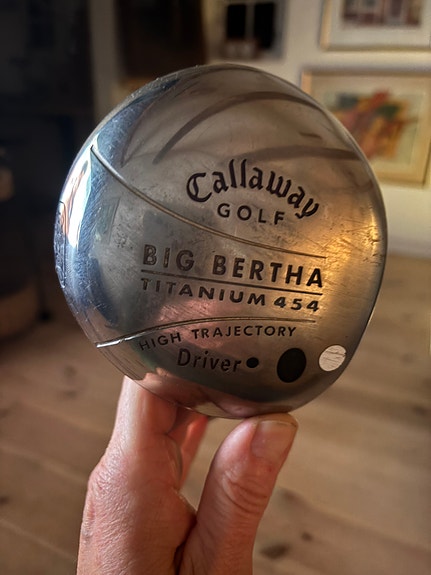 Callaway
GOLF
BIG BERTHA
TITANIUM 454
HIGH TRAJECTORY
Driver